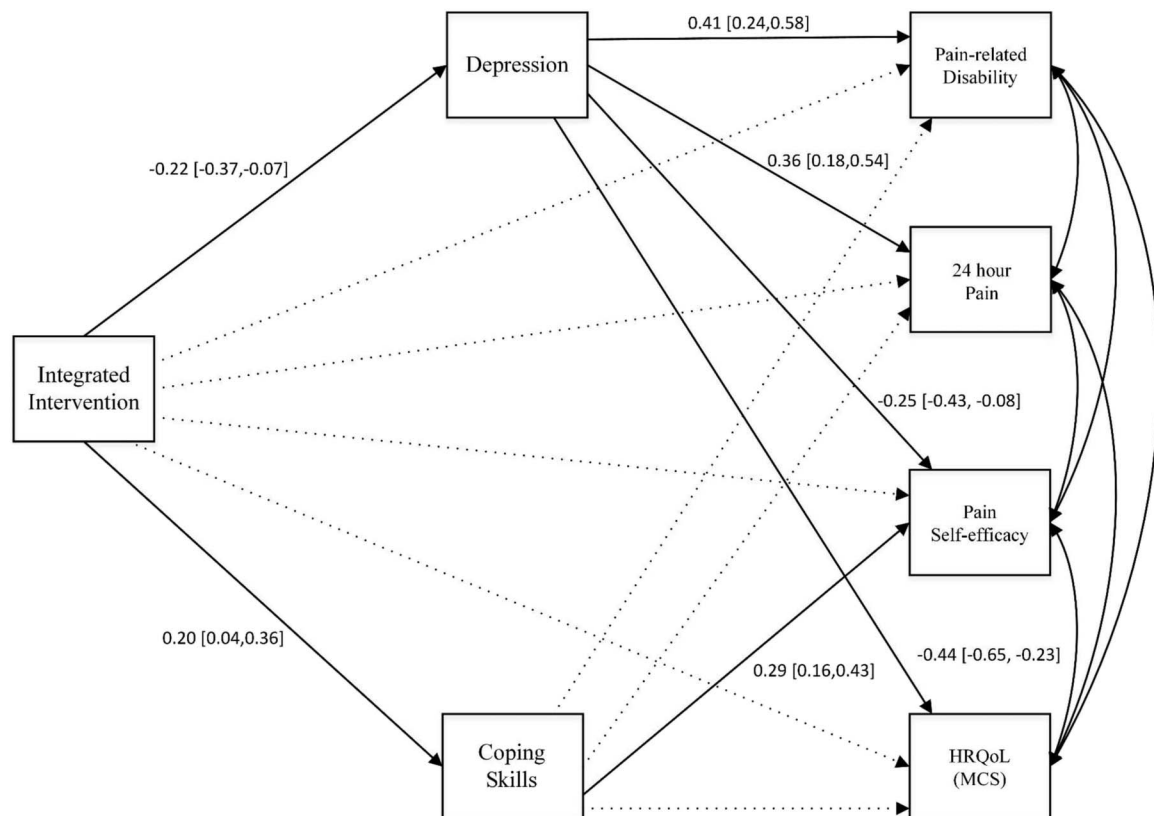 0.41 [0.24,0.58]
Depression
Pain-related
Disability
0.36 [0.18,0.54]
-0.22 [-0.37,-0.07]
24 hour
Pain
Integrated
Intervention
-0.25 [-0.43, -0.08]
Pain
Self-efficacy
0.20 [0.04,0.36]
0.29 [0.16,0.43]
-0.44 [-0.65, -0.23]
Coping
Skills
HRQoL
(MCS)